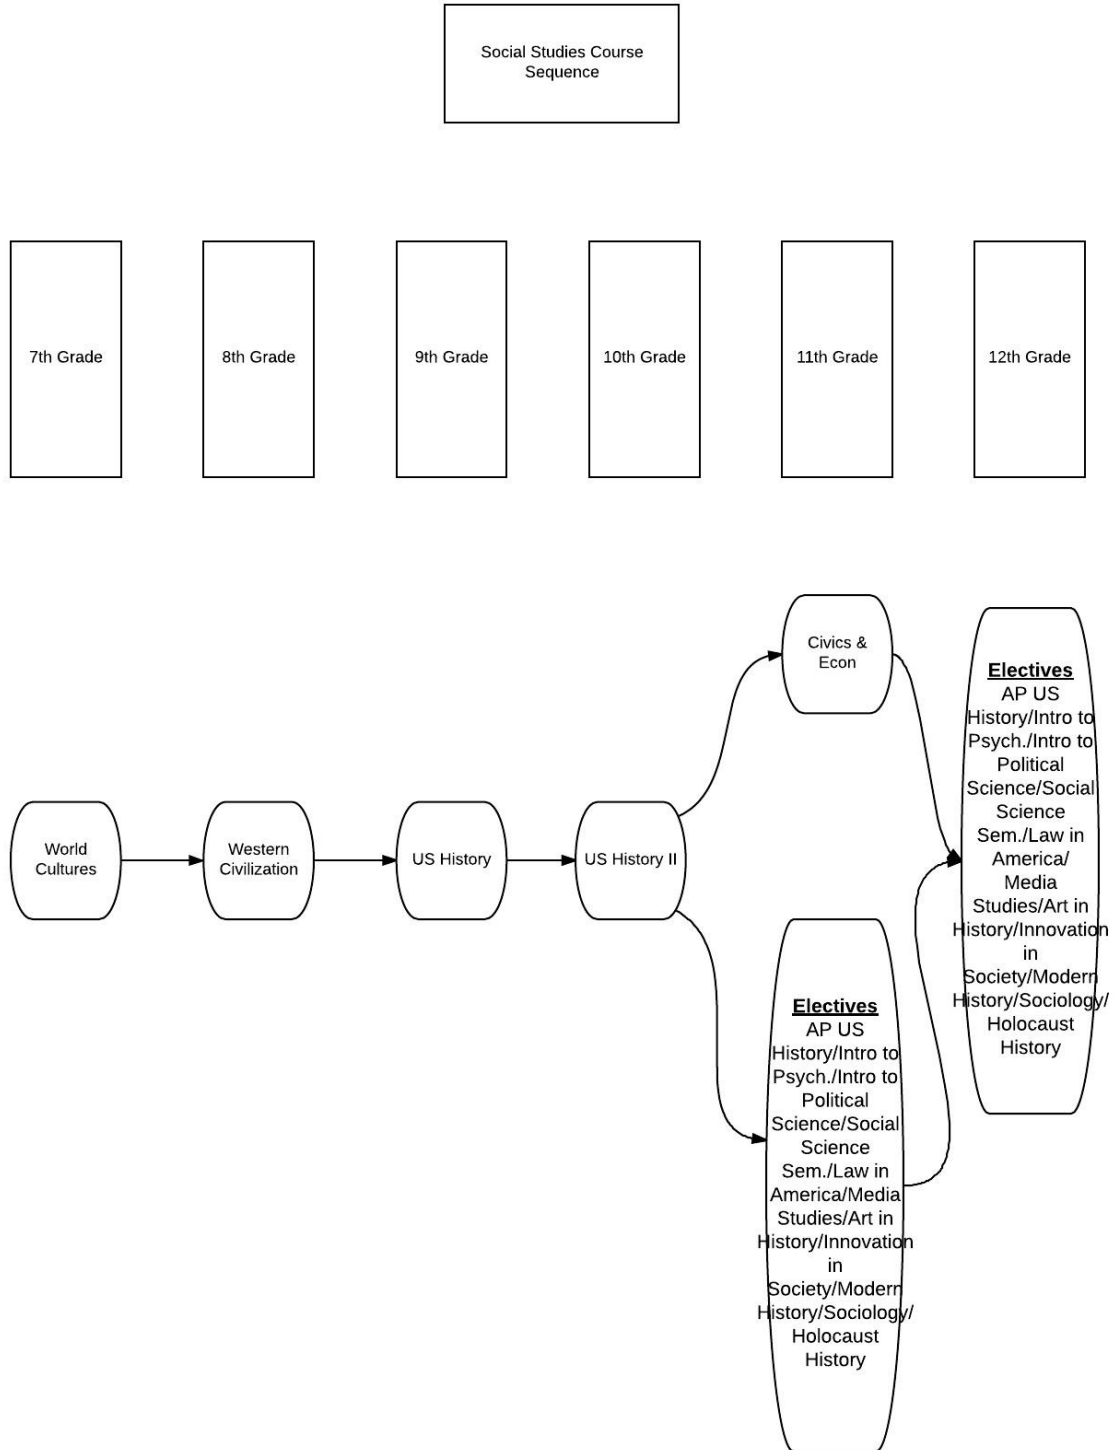 Social Studies Course
Sequence
7th Grade
8th Grade
9th Grade
10th Grade
11th Grade
12th Grade
World
Cultures
Western
Civilization
US History
US History II
Civics &
Econ
Electives
AP US
History/Intro to
Psych./Intro to
Political
Science/Social
Science
Sem./Law in
America/Media
Studies/Art in
History/Innovation
in
Society/Modern
History/Sociology/
Holocaust
History
Electives
AP US
History/Intro to
Psych./Intro to
Political
Science/Social
Science
Sem./Law in
America/
Media
Studies/Art in
History/Innovation
in
Society/Modern
History/Sociology/
Holocaust
History